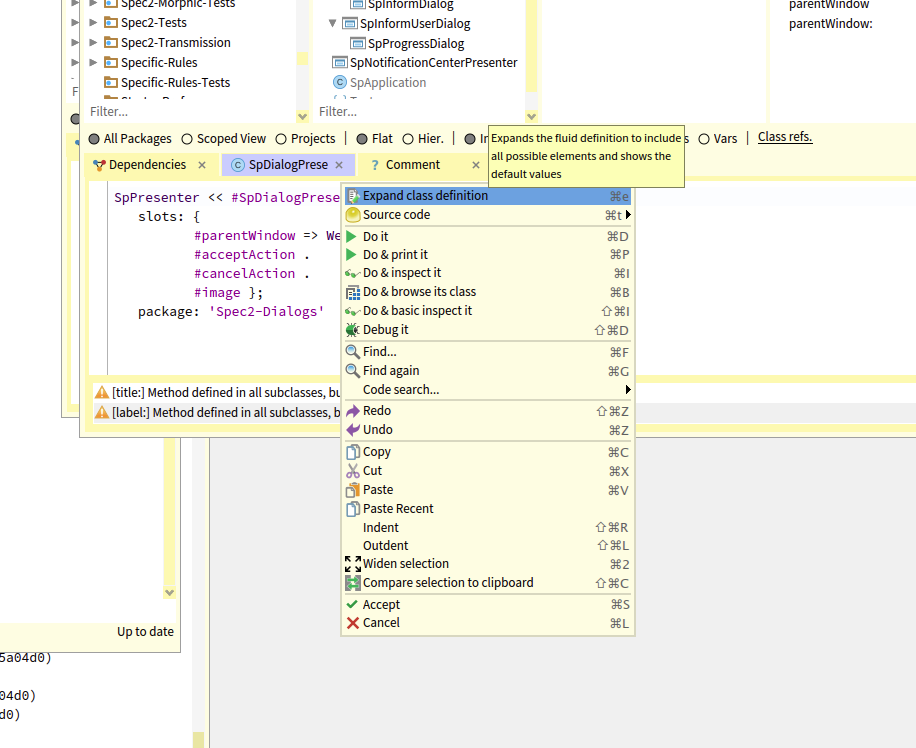 Spec2-Morphic-Tests
Spec2-Tests
Spec2-Transmission
Specific-Rules
Specific-Rules-Tests
Filter...
SpInformDialog
SpInformUserDialog
SpProgressDialog
SpNotificationCenterPresenter
SpApplication
Filter...
parentWindow
parentWindow:
F
All Packages Scoped View Projects | Flat Hier. | In s Vars | Class refs.
Expands the fluid definition to include
all possible elements and shows the
default values
Dependencies × SpDialogPrese × ? Comment ×
SpPresenter << #SpDialogPrese
slots: {
#parentWindow => We
#acceptAction .
#cancelAction .
#image };
package: 'Spec2-Dialogs'
[title:] Method defined in all subclasses, bu
[label:] Method defined in all subclasses, b
Expand class definition ⌘e
Source code ⌘t
Do it ⌘D
Do & print it ⌘P
Do & inspect it ⌘I
Do & browse its class ⌘B
Do & basic inspect it ⇧⌘I
Debug it ⇧⌘D
Find... ⌘F
Find again ⌘G
Code search...
Redo ⇧⌘Z
Undo ⌘Z
Copy ⌘C
Cut ⌘X
Paste ⌘V
Paste Recent
Indent ⇧⌘R
Outdent ⇧⌘L
Widen selection ⌘2
Compare selection to clipboard ⇧⌘C
Accept ⌘S
Cancel ⌘L
Up to date
5a04d0)
04d0)
d0)